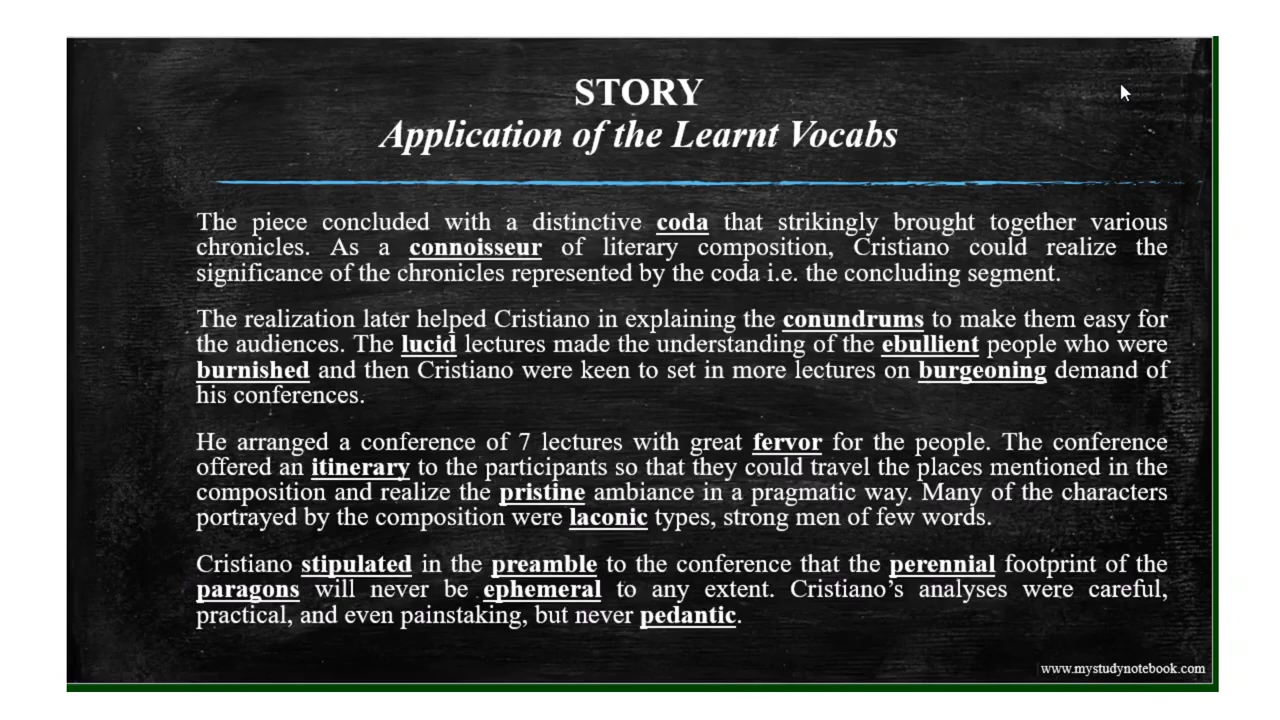 STORY
Application of the Learnt Vocabs
The piece concluded with a distinctive coda that strikingly brought together various
chronicles. As a connoisseur of literary composition, Cristiano could realize the
significance of the chronicles represented by the coda i.e. the concluding segment.
The realization later helped Cristiano in explaining the conundrums to make them easy for
the audiences. The lucid lectures made the understanding of the ebullient people who were
burnished and then Cristiano were keen to set in more lectures on burgeoning demand of
his conferences.
He arranged a conference of 7 lectures with great fervor for the people. The conference
offered an itinerary to the participants so that they could travel the places mentioned in the
composition and realize the pristine ambiance in a pragmatic way. Many of the characters
portrayed by the composition were laconic types, strong men of few words.
Cristiano stipulated in the preamble to the conference that the perennial footprint of the
paragons will never be ephemeral to any extent. Cristiano’s analyses were careful,
practical, and even painstaking, but never pedantic.
www.mystudynotebook.com